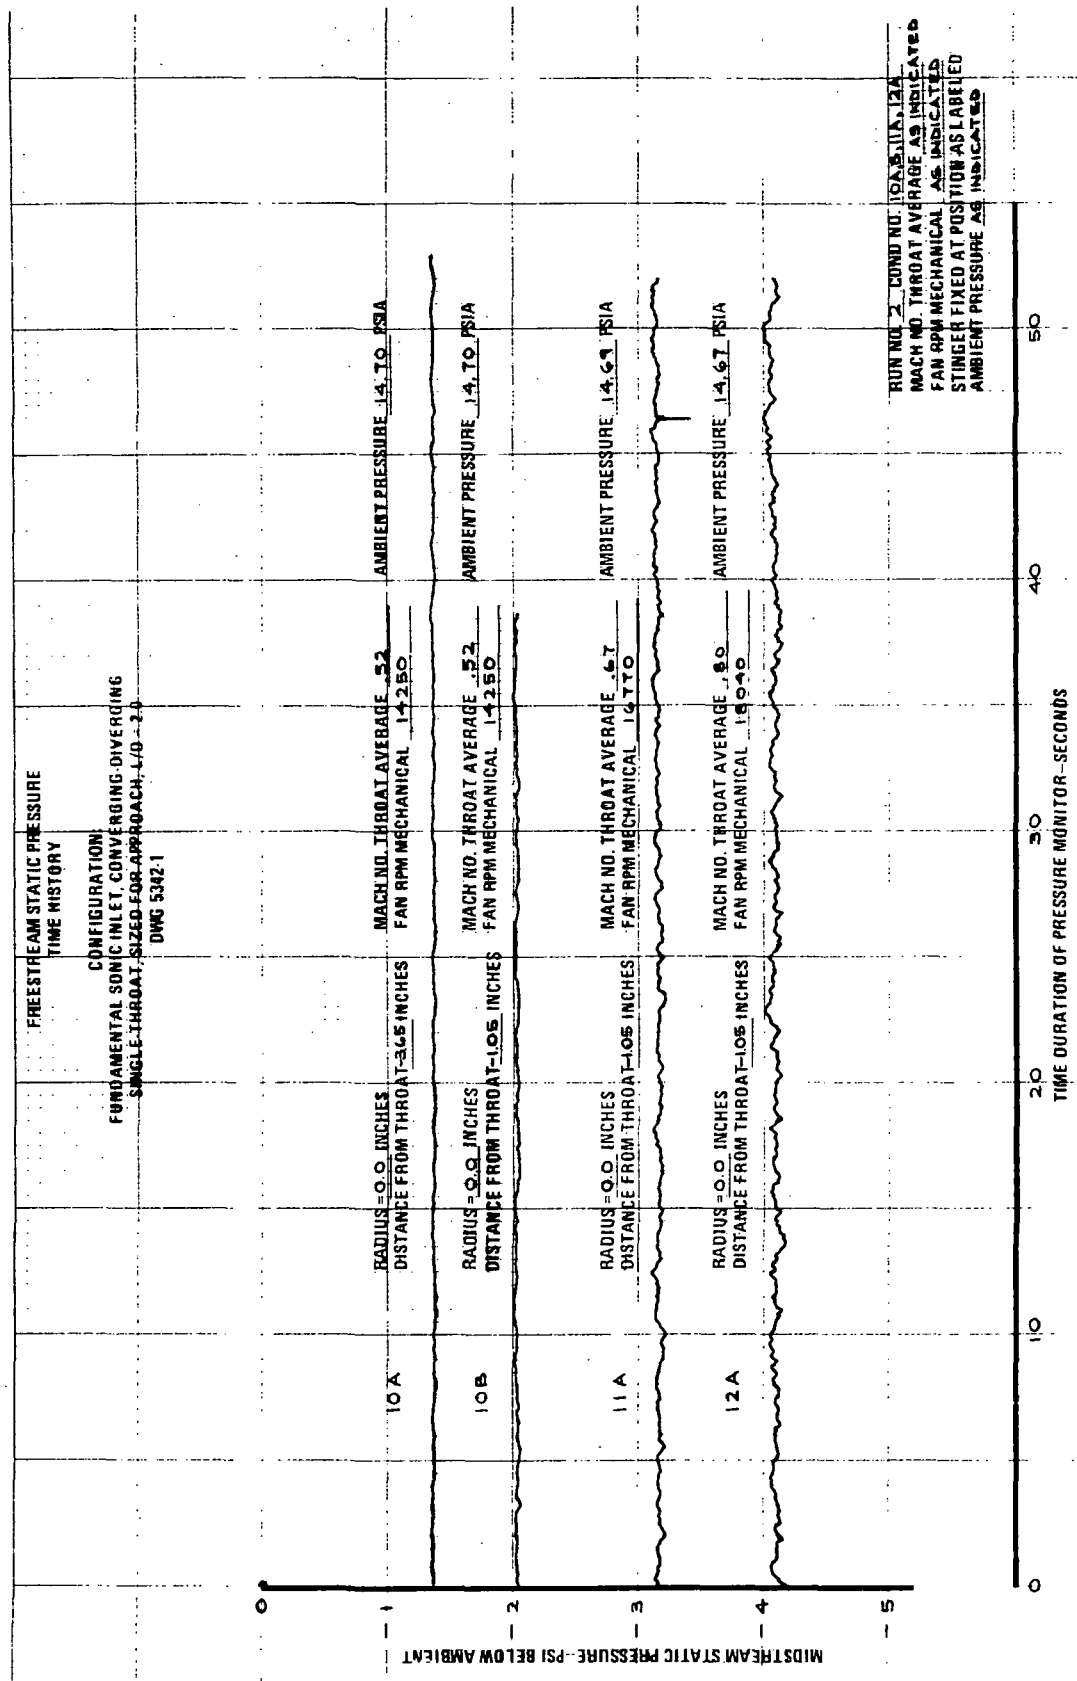 FREESTREAM STATIC PRESSURE
TIME HISTORY
CONFIGURATION:
FUNDAMENTAL SONIC INLET, CONVERGING-DIVERGING
SINGLE THROAT, SIZED FOR APPROACH, L/D = 2.0
DWG 5342-1
MIDSTREAM STATIC PRESSURE--PSI BELOW AMBIENT
0
-1
-2
-3
-4
-5
10A
RADIUS = 0.0 INCHES
DISTANCE FROM THROAT -3.65 INCHES
MACH NO. THROAT AVERAGE .52
FAN RPM MECHANICAL 14250
AMBIENT PRESSURE 14.70 PSIA
10B
RADIUS = 0.0 INCHES
DISTANCE FROM THROAT -1.05 INCHES
MACH NO. THROAT AVERAGE .52
FAN RPM MECHANICAL 14250
AMBIENT PRESSURE 14.70 PSIA
11A
RADIUS = 0.0 INCHES
DISTANCE FROM THROAT -1.05 INCHES
MACH NO. THROAT AVERAGE .67
FAN RPM MECHANICAL 16770
AMBIENT PRESSURE 14.69 PSIA
12A
RADIUS = 0.0 INCHES
DISTANCE FROM THROAT -1.05 INCHES
MACH NO. THROAT AVERAGE .80
FAN RPM MECHANICAL 18040
AMBIENT PRESSURE 14.67 PSIA
0
10
20
30
40
50
TIME DURATION OF PRESSURE MONITOR-SECONDS
RUN NO. 2 COND NO. 10A,B,11A,12A
MACH NO. THROAT AVERAGE AS INDICATED
FAN RPM MECHANICAL AS INDICATED
STINGER FIXED AT POSITION AS LABELED
AMBIENT PRESSURE AS INDICATED